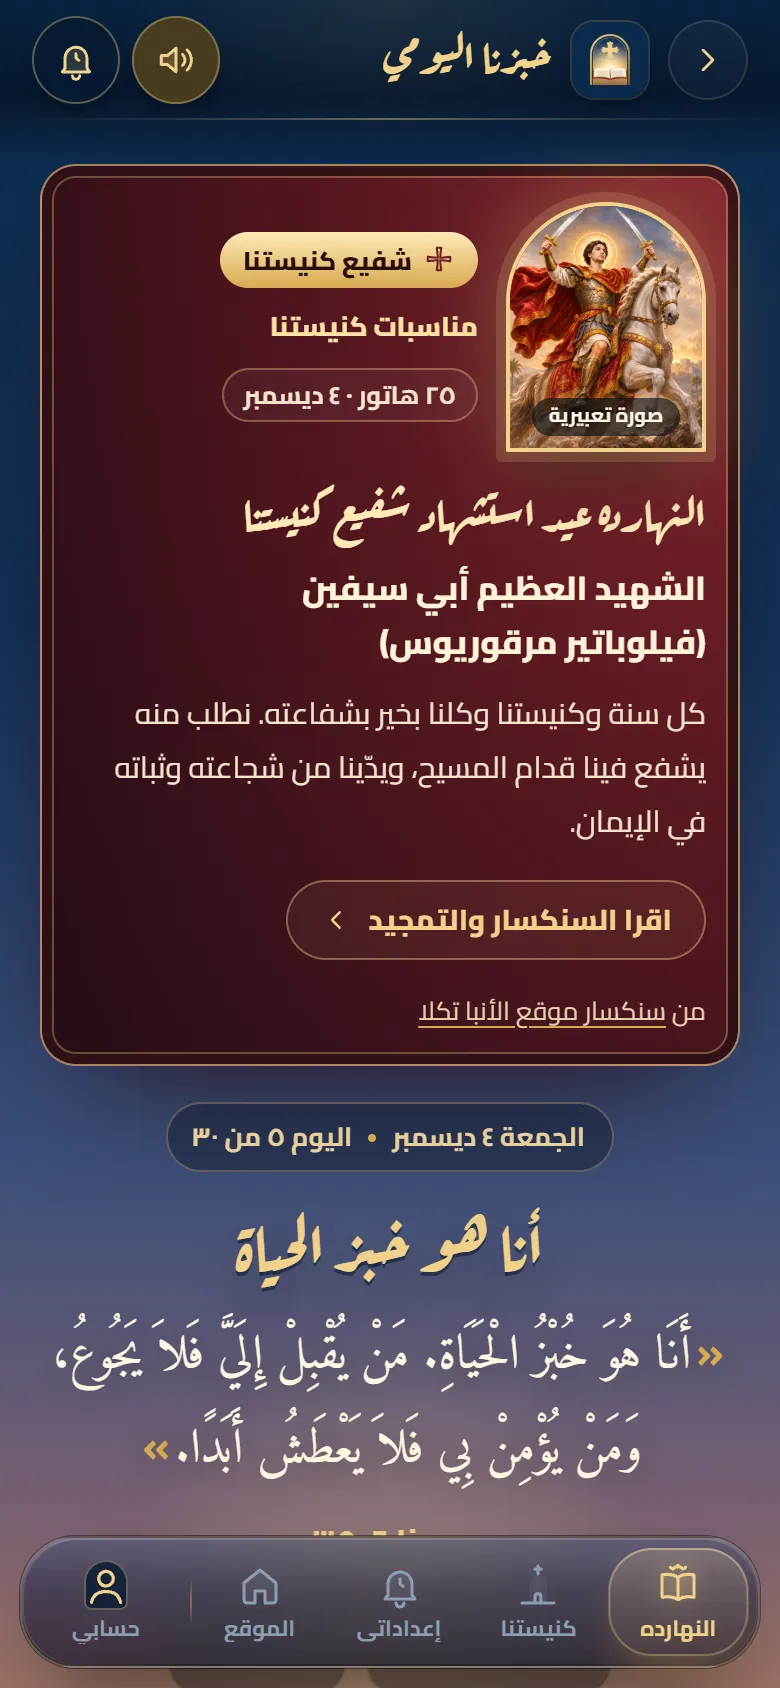 خبزنا اليومي
شفيع كنيستنا
مناسبات كنيستنا
٢٥ هاتور · ٤ ديسمبر
صورة تعبيرية
النهارده عيد استشهاد شفيع كنيستنا
الشهيد العظيم أبي سيفين
(فيلوباتير مرقوريوس)
كل سنة وكنيستنا وكلنا بخير بشفاعته. نطلب منه
يشفع فينا قدام المسيح، ويدّينا من شجاعته وثباته
في الإيمان.
اقرا السنكسار والتمجيد
من سنكسار موقع الأنبا تكلا
الجمعة ٤ ديسمبر • اليوم ٥ من ٣٠
أنا هو خبز الحياة
«أَنَا هُوَ خُبْزُ الْحَيَاةِ. مَنْ يُقْبِلْ إِلَيَّ فَلاَ يَجُوعُ،
وَمَنْ يُؤْمِنْ بِي فَلاَ يَعْطَشُ أَبَدًا.»
النهارده
كنيستنا
إعداداتى
الموقع
حسابي